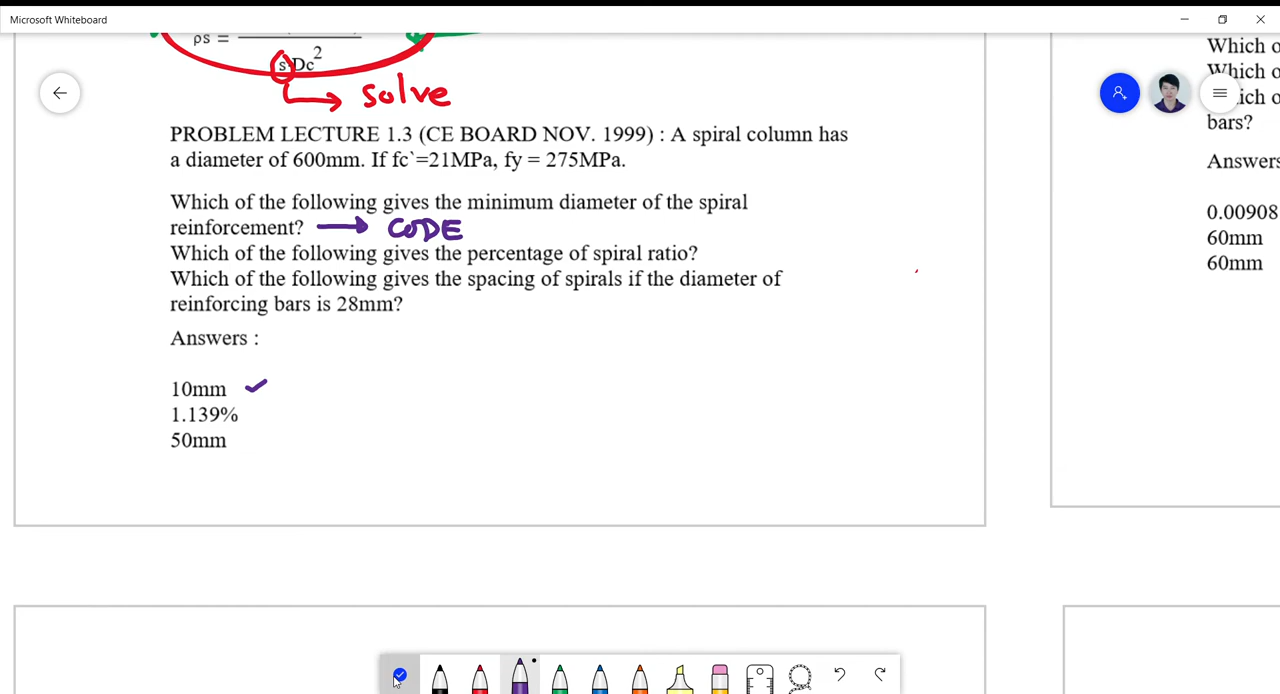 Microsoft Whiteboard
ρs =
s Dc²
solve
PROBLEM LECTURE 1.3 (CE BOARD NOV. 1999) : A spiral column has
a diameter of 600mm. If fc`=21MPa, fy = 275MPa.
Which of the following gives the minimum diameter of the spiral
reinforcement? → CODE
Which of the following gives the percentage of spiral ratio?
Which of the following gives the spacing of spirals if the diameter of
reinforcing bars is 28mm?
Answers :
10mm ✓
1.139%
50mm
Which o
Which o
ich o
bars?
Answers
0.00908
60mm
60mm